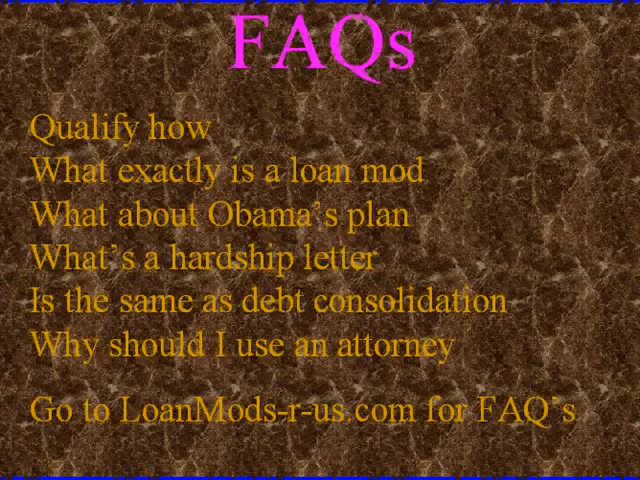 FAQs
Qualify how
What exactly is a loan mod
What about Obama’s plan
What’s a hardship letter
Is the same as debt consolidation
Why should I use an attorney
Go to LoanMods-r-us.com for FAQ’s